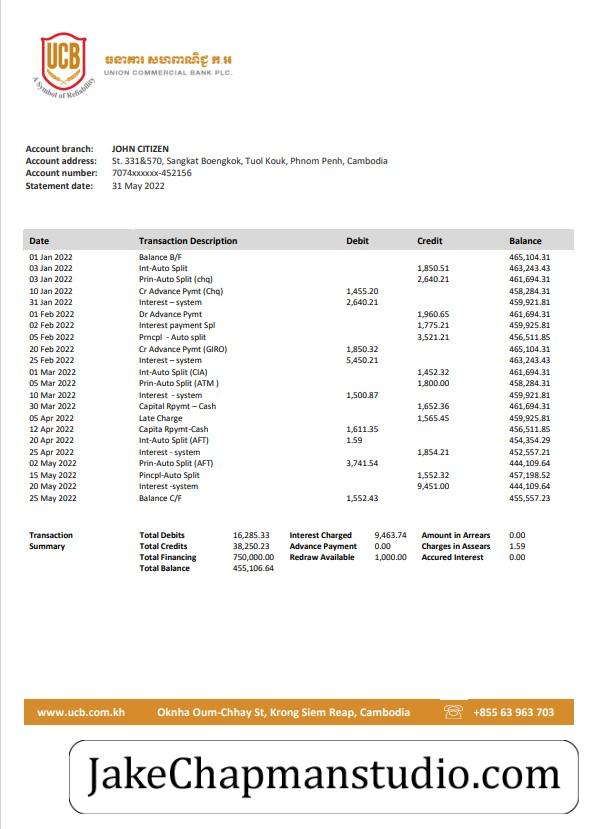 UCB
A Symbol of Reliability
ធនាគារ សហពាណិជ្ជ ភ.អ
UNION COMMERCIAL BANK PLC.
Account branch: JOHN CITIZEN
Account address: St. 331&570, Sangkat Boengkok, Tuol Kouk, Phnom Penh, Cambodia
Account number: 7074xxxxxx-452156
Statement date: 31 May 2022
Date Transaction Description Debit Credit Balance
01 Jan 2022 Balance B/F 465,104.31
03 Jan 2022 Int-Auto Split 1,850.51 463,243.43
03 Jan 2022 Prin-Auto Split (chq) 2,640.21 461,694.31
10 Jan 2022 Cr Advance Pymt (Chq) 1,455.20 458,284.31
31 Jan 2022 Interest – system 2,640.21 459,921.81
01 Feb 2022 Dr Advance Pymt 1,960.65 461,694.31
02 Feb 2022 Interest payment Spl 1,775.21 459,925.81
05 Feb 2022 Prncpl - Auto split 3,521.21 456,511.85
20 Feb 2022 Cr Advance Pymt (GIRO) 1,850.32 465,104.31
25 Feb 2022 Interest – system 5,450.21 463,243.43
01 Mar 2022 Int-Auto Split (CIA) 1,452.32 461,694.31
05 Mar 2022 Prin-Auto Split (ATM ) 1,800.00 458,284.31
10 Mar 2022 Interest - system 1,500.87 459,921.81
30 Mar 2022 Capital Rpymt – Cash 1,652.36 461,694.31
05 Apr 2022 Late Charge 1,565.45 459,925.81
12 Apr 2022 Capita Rpymt-Cash 1,611.35 456,511.85
20 Apr 2022 Int-Auto Split (AFT) 1.59 454,354.29
25 Apr 2022 Interest - system 1,854.21 452,557.21
02 May 2022 Prin-Auto Split (AFT) 3,741.54 444,109.64
15 May 2022 Pincpl-Auto Split 1,552.32 457,198.52
20 May 2022 Interest -system 9,451.00 444,109.64
25 May 2022 Balance C/F 1,552.43 455,557.23
Transaction Total Debits 16,285.33 Interest Charged 9,463.74 Amount in Arrears 0.00
Summary Total Credits 38,250.23 Advance Payment 0.00 Charges in Assears 1.59
Total Financing 750,000.00 Redraw Available 1,000.00 Accured Interest 0.00
Total Balance 455,106.64
www.ucb.com.kh Oknha Oum-Chhay St, Krong Siem Reap, Cambodia +855 63 963 703
JakeChapmanstudio.com